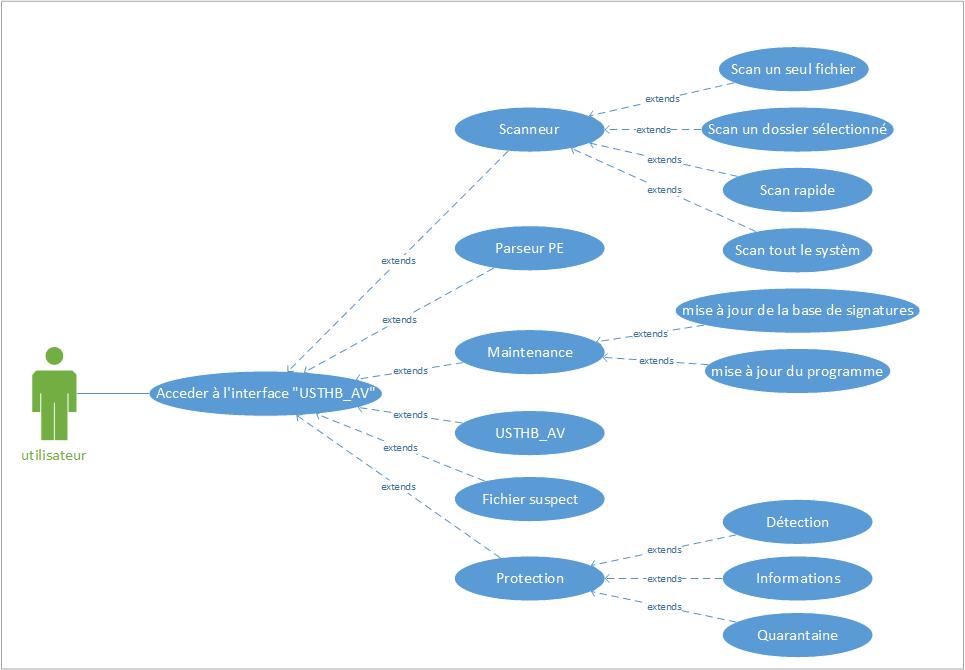 Scan un seul fichier
extends
Scanneur
extends
Scan un dossier sélectionné
extends
Scan rapide
extends
Scan tout le systèm
extends
Parseur PE
extends
mise à jour de la base de signatures
extends
Maintenance
extends
mise à jour du programme
extends
Acceder à l'interface "USTHB_AV"
utilisateur
extends
USTHB_AV
extends
Fichier suspect
extends
Détection
extends
Protection
extends
Informations
extends
Quarantaine